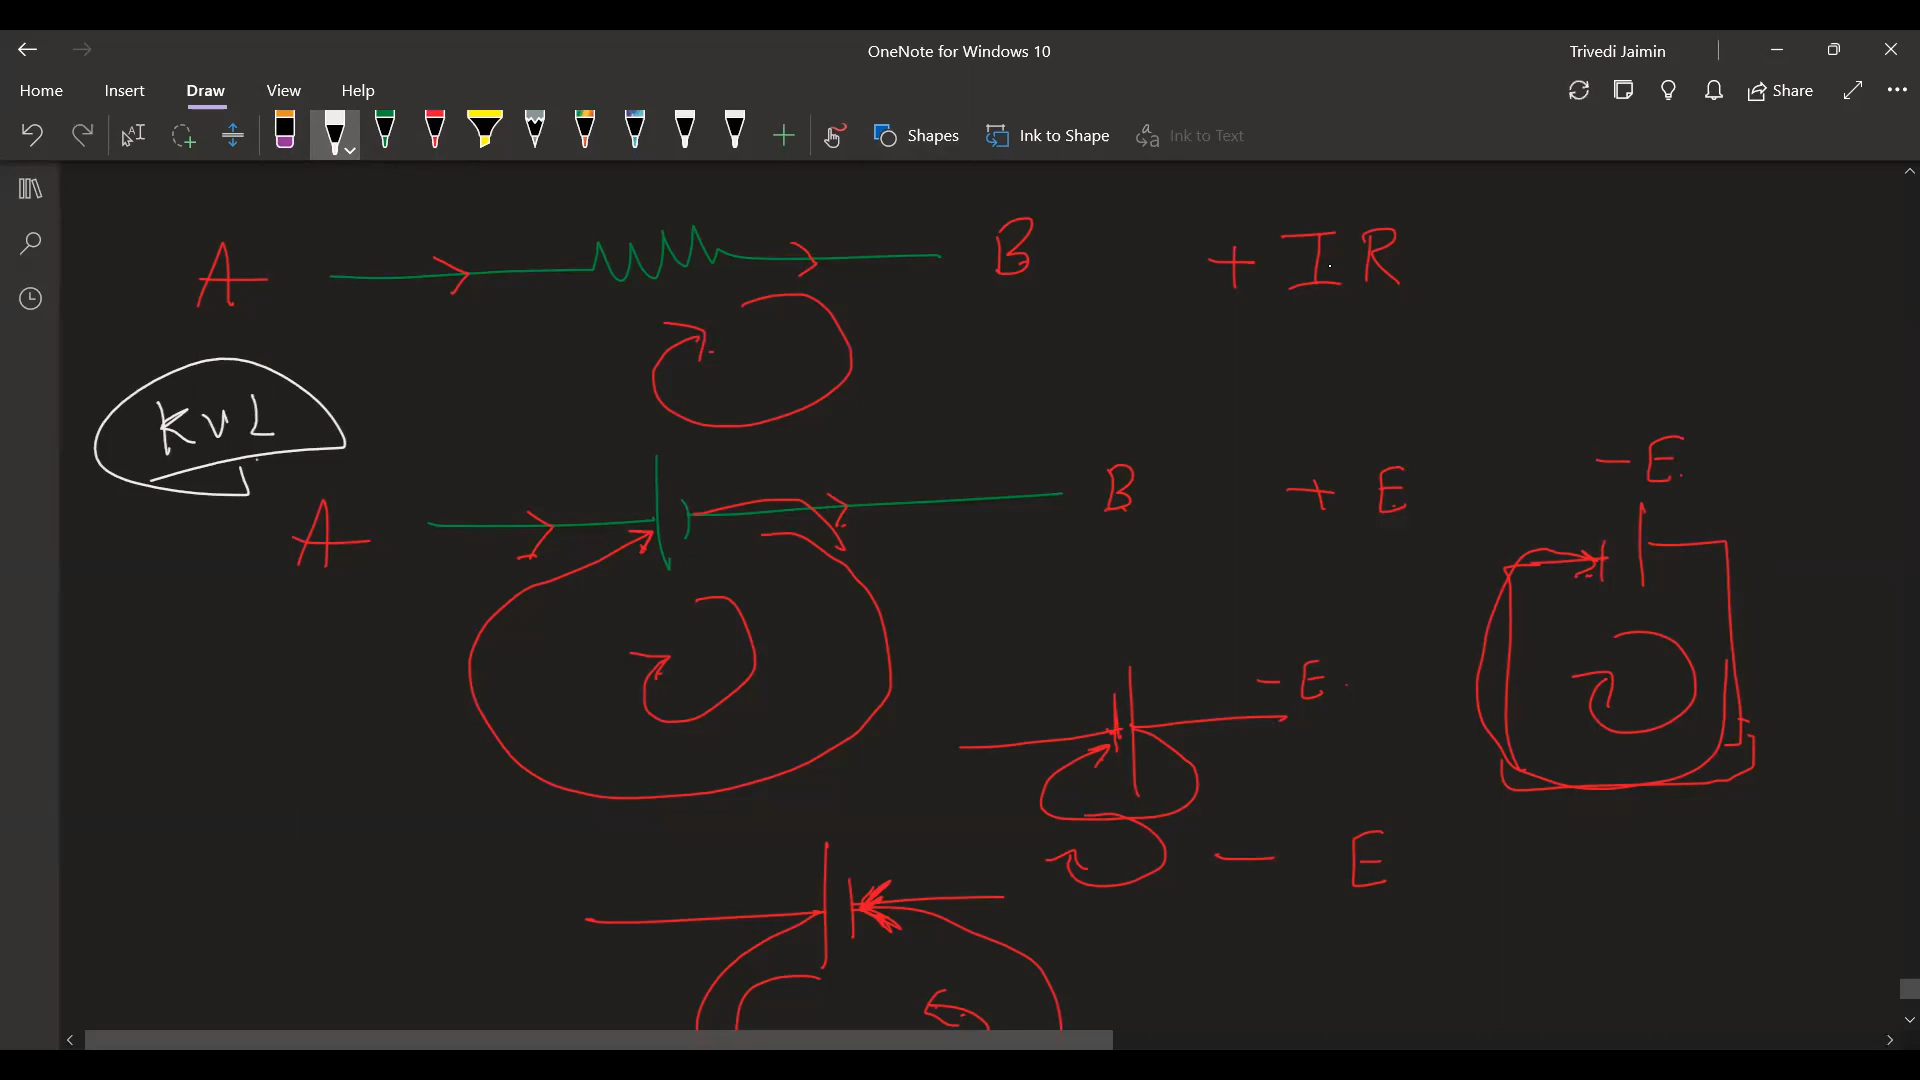 OneNote for Windows 10
Trivedi Jaimin
Home Insert Draw View Help
Share
Shapes
Ink to Shape
Ink to Text
A B + I R
KVL
A B + E
- E
- E
- E